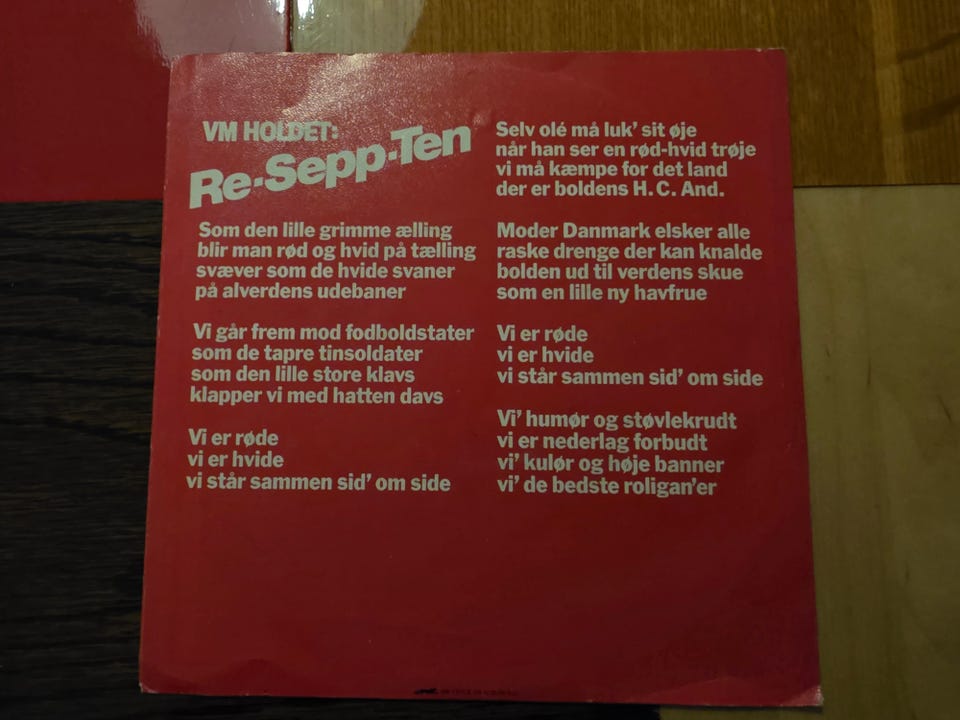 VM HOLDET:
Re-Sepp-Ten
Som den lille grimme ælling
blir man rød og hvid på tælling
svæver som de hvide svaner
på alverdens udebaner
Vi går frem mod fodboldstater
som de tapre tinsoldater
som den lille store klavs
klapper vi med hatten davs
Vi er røde
vi er hvide
vi står sammen sid' om side
Selv olé må luk' sit øje
når han ser en rød-hvid trøje
vi må kæmpe for det land
der er boldens H.C. And.
Moder Danmark elsker alle
raske drenge der kan knalde
bolden ud til verdens skue
som en lille ny havfrue
Vi er røde
vi er hvide
vi står sammen sid' om side
Vi' humør og støvlekrudt
vi er nederlag forbudt
vi' kulør og høje banner
vi' de bedste roligan'er